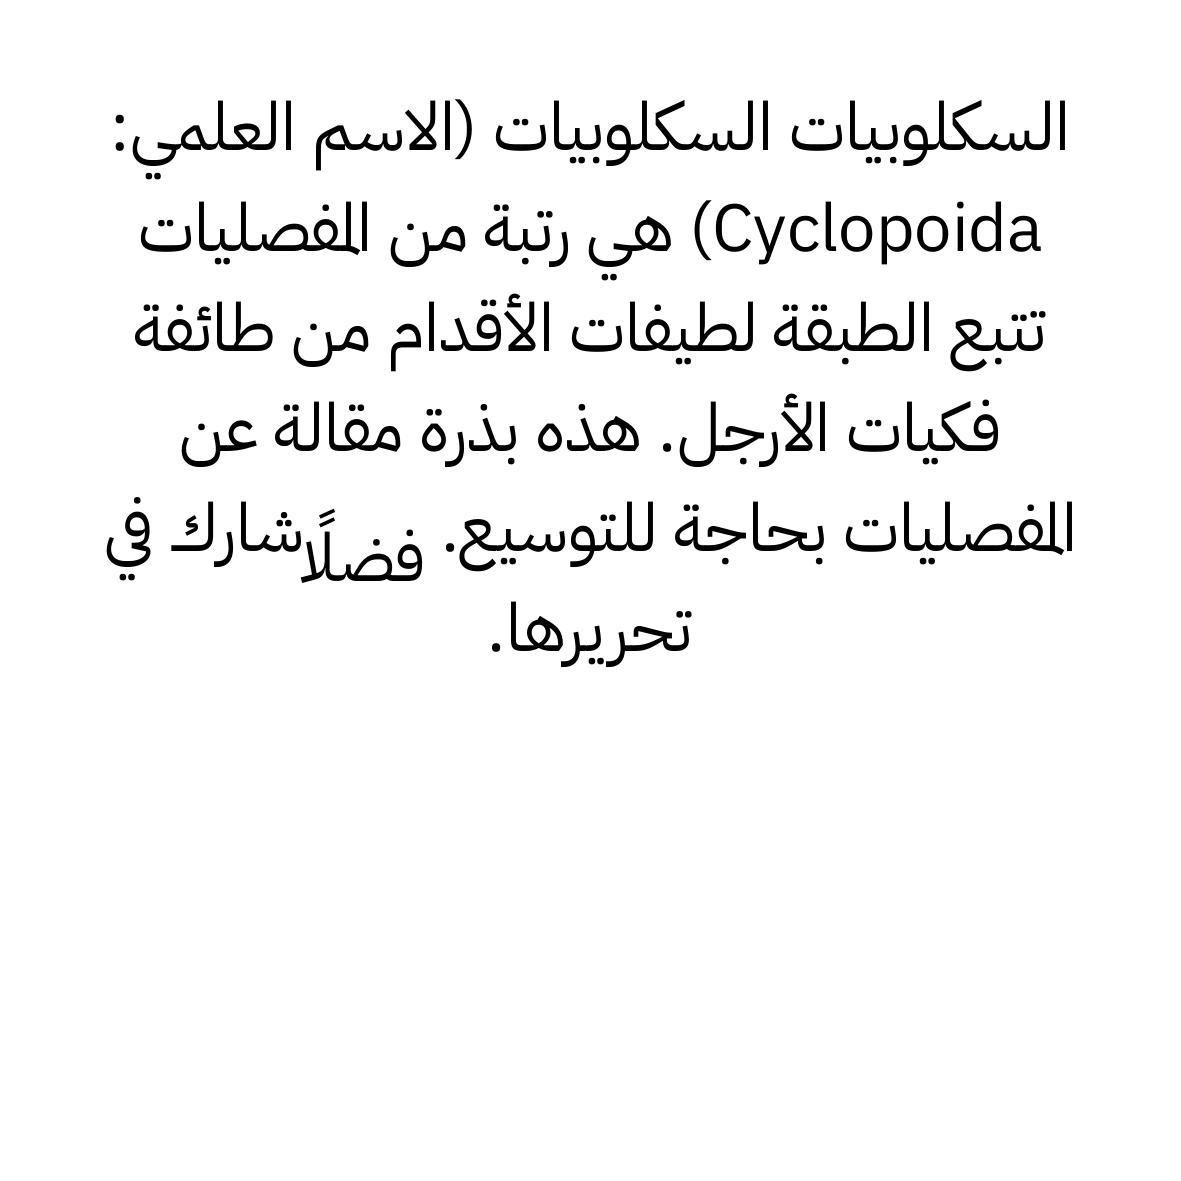 السكلوبيات السكلوبيات (الاسم العلمي:
Cyclopoida) هي رتبة من المفصليات
تتبع الطبقة لطيفات الأقدام من طائفة
فكيات الأرجل. هذه بذرة مقالة عن
المفصليات بحاجة للتوسيع. فضلًا شارك في
تحريرها.